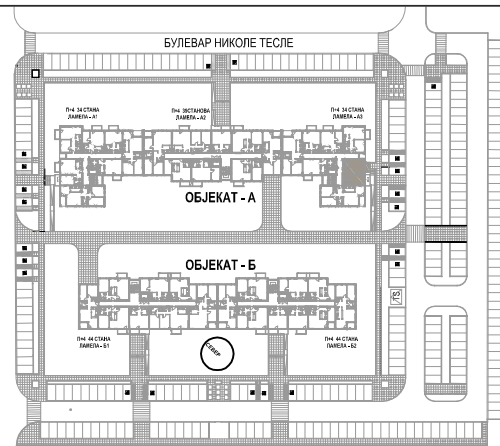 БУЛЕВАР НИКОЛЕ ТЕСЛЕ
П+4 34 СТАНА
ЛАМЕЛА - А1
П+4 39СТАНОВА
ЛАМЕЛА - А2
П+4 34 СТАНА
ЛАМЕЛА - А3
ОБЈЕКАТ - А
ОБЈЕКАТ - Б
П+4 44 СТАНА
ЛАМЕЛА - Б1
СЕВЕР
П+4 44 СТАНА
ЛАМЕЛА - Б2